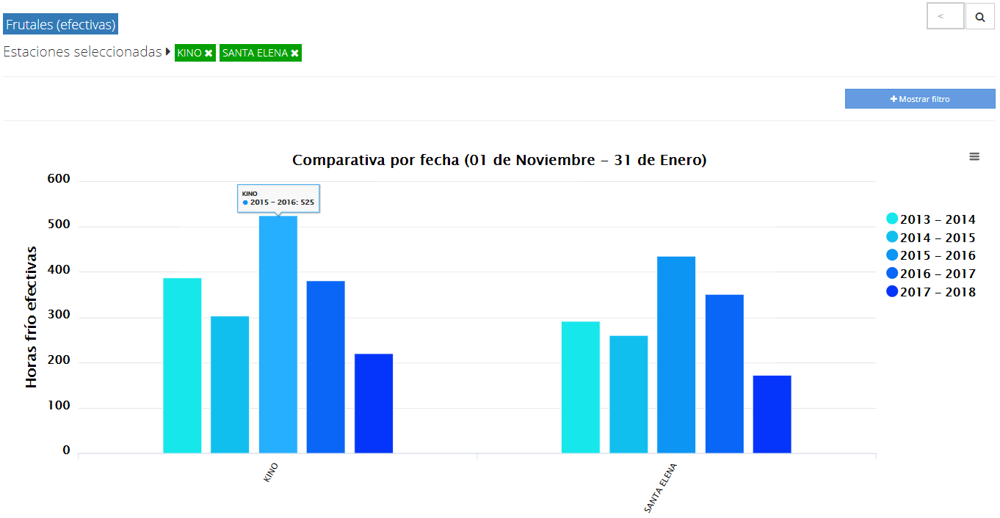 <
Frutales (efectivas)
Estaciones seleccionadas KINO ✖ SANTA ELENA ✖
+ Mostrar filtro
Comparativa por fecha (01 de Noviembre – 31 de Enero)
Horas frío efectivas
600
500
400
300
200
100
0
KINO
2015 – 2016: 525
KINO
SANTA ELENA
2013 – 2014
2014 – 2015
2015 – 2016
2016 – 2017
2017 – 2018